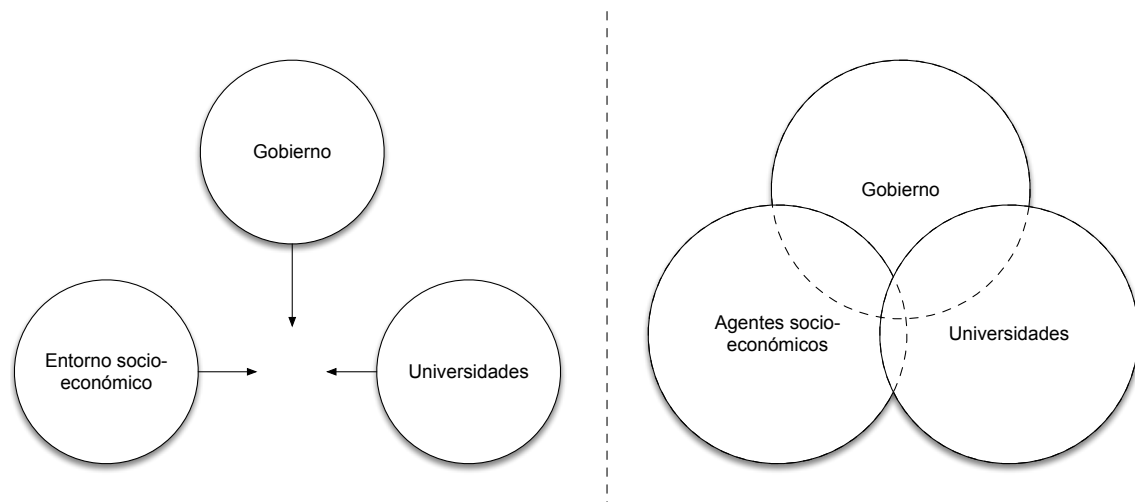 Gobierno
Entorno socio-
económico
Universidades
Gobierno
Agentes socio-
económicos
Universidades